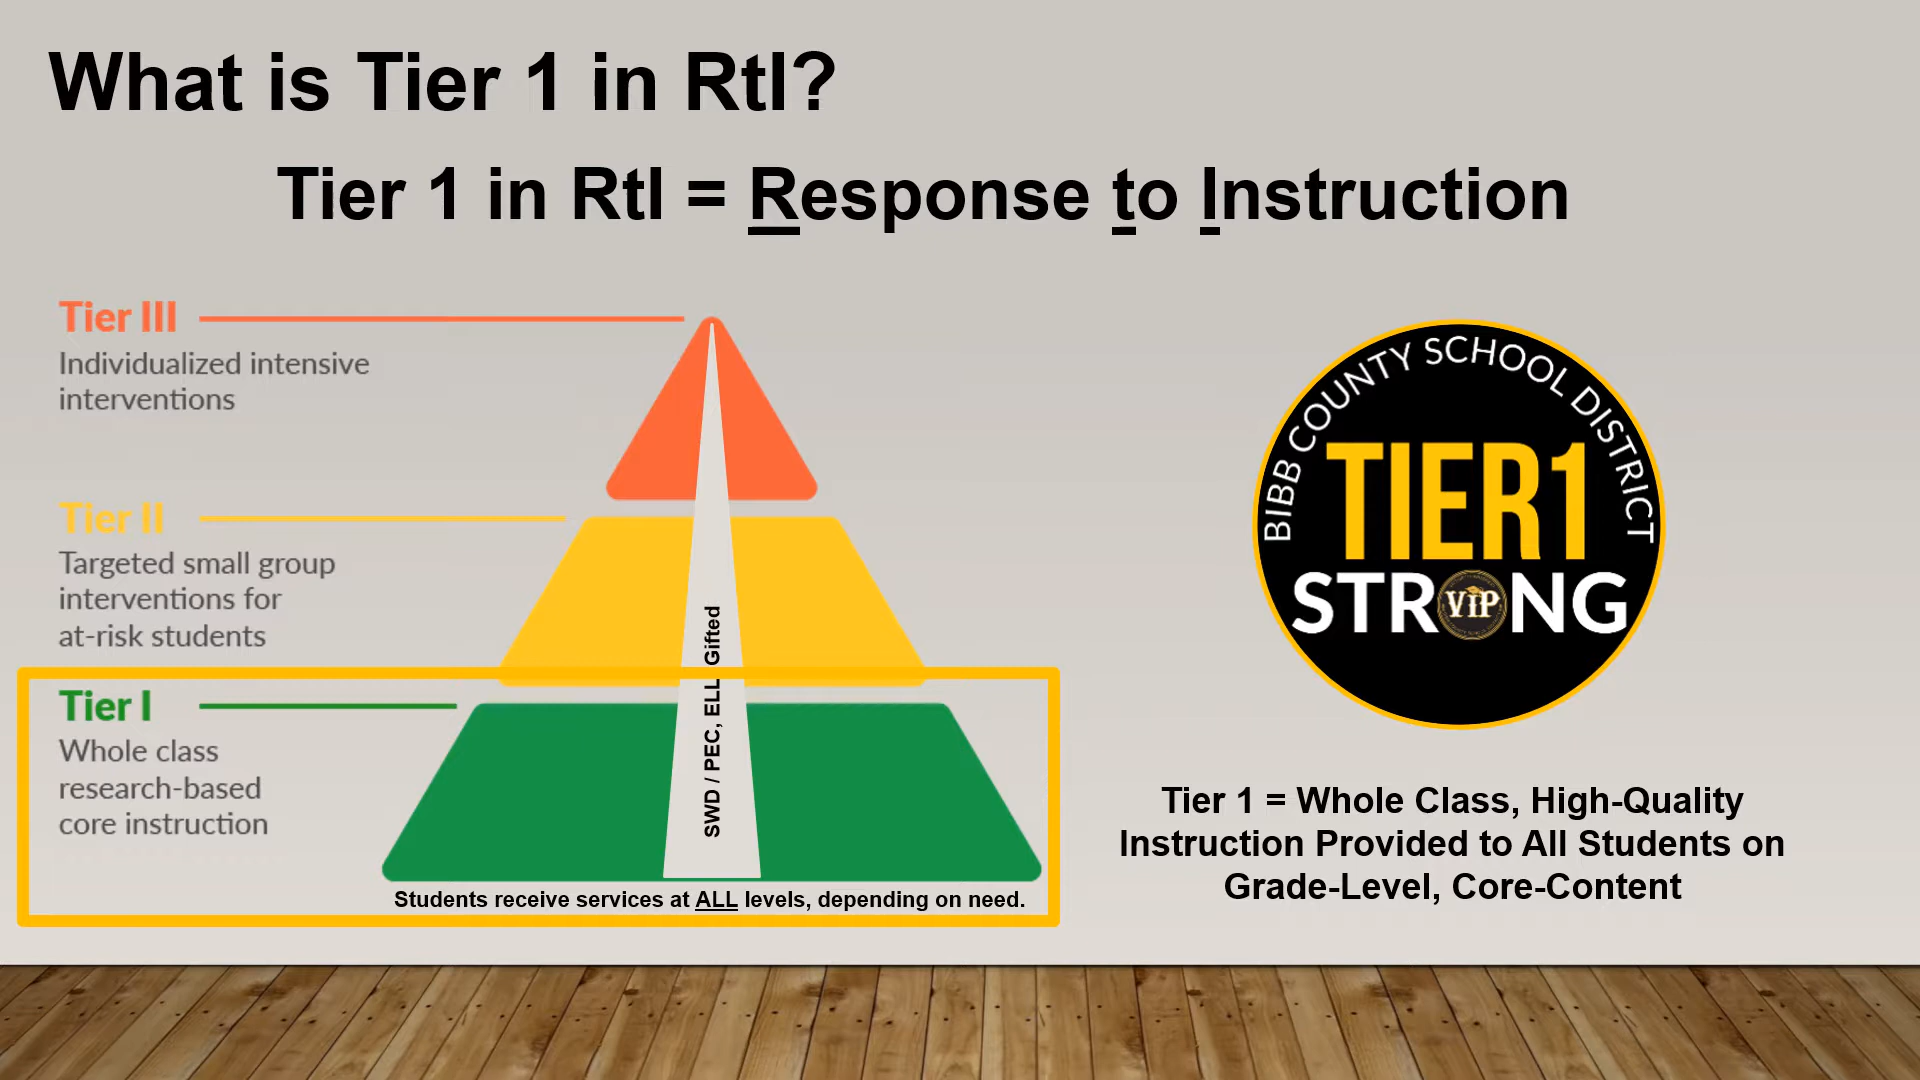 What is Tier 1 in RtI?
Tier 1 in RtI = Response to Instruction
Tier III
Individualized intensive
interventions
Tier II
Targeted small group
interventions for
at-risk students
Tier I
Whole class
research-based
core instruction
SWD / PEC, ELL, Gifted
Students receive services at ALL levels, depending on need.
BIBB COUNTY SCHOOL DISTRICT
TIER1
STRONG
VIP
Tier 1 = Whole Class, High-Quality
Instruction Provided to All Students on
Grade-Level, Core-Content